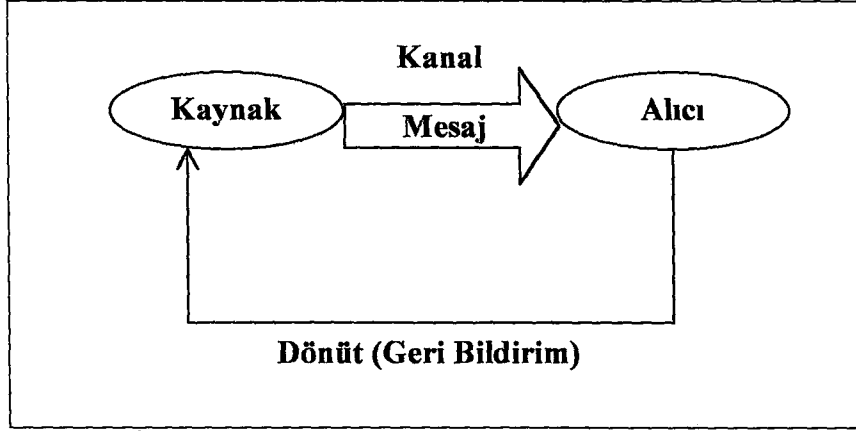 Kanal
Kaynak
Mesaj
Alıcı
Dönüt (Geri Bildirim)